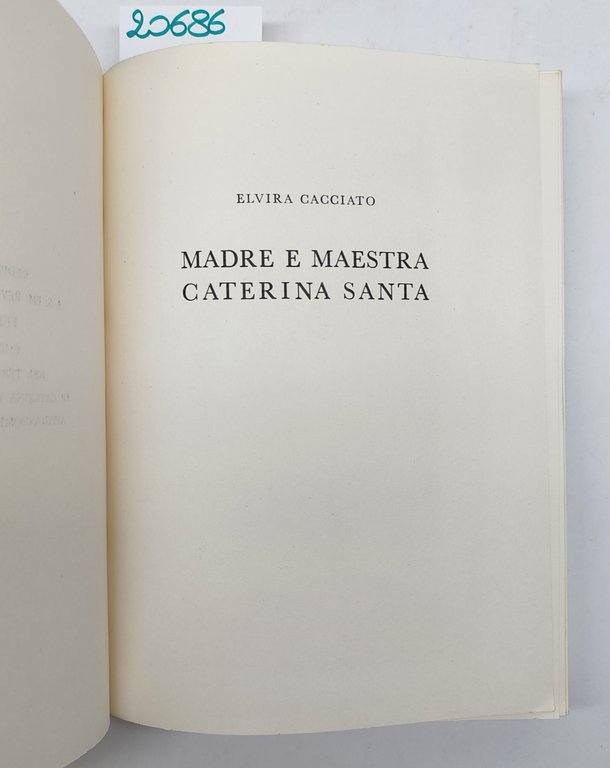 20686
ELVIRA CACCIATO
MADRE E MAESTRA
CATERINA SANTA